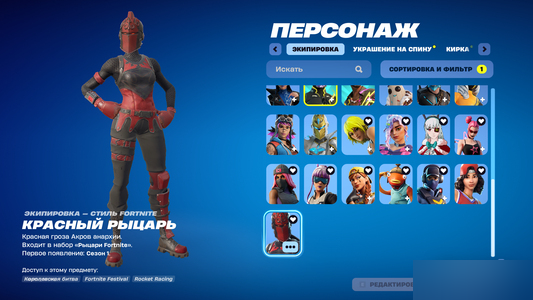 ПЕРСОНАЖ
ЭКИПИРОВКА УКРАШЕНИЕ НА СПИНУ КИРКА
Искать СОРТИРОВКА И ФИЛЬТР 1
ЭКИПИРОВКА — СТИЛЬ FORTNITE
КРАСНЫЙ РЫЦАРЬ
Красная гроза Акров анархии.
Входит в набор «Рыцари Fortnite».
Первое появление: Сезон 1
Доступ к этому предмету:
Королевская битва Fortnite Festival Rocket Racing